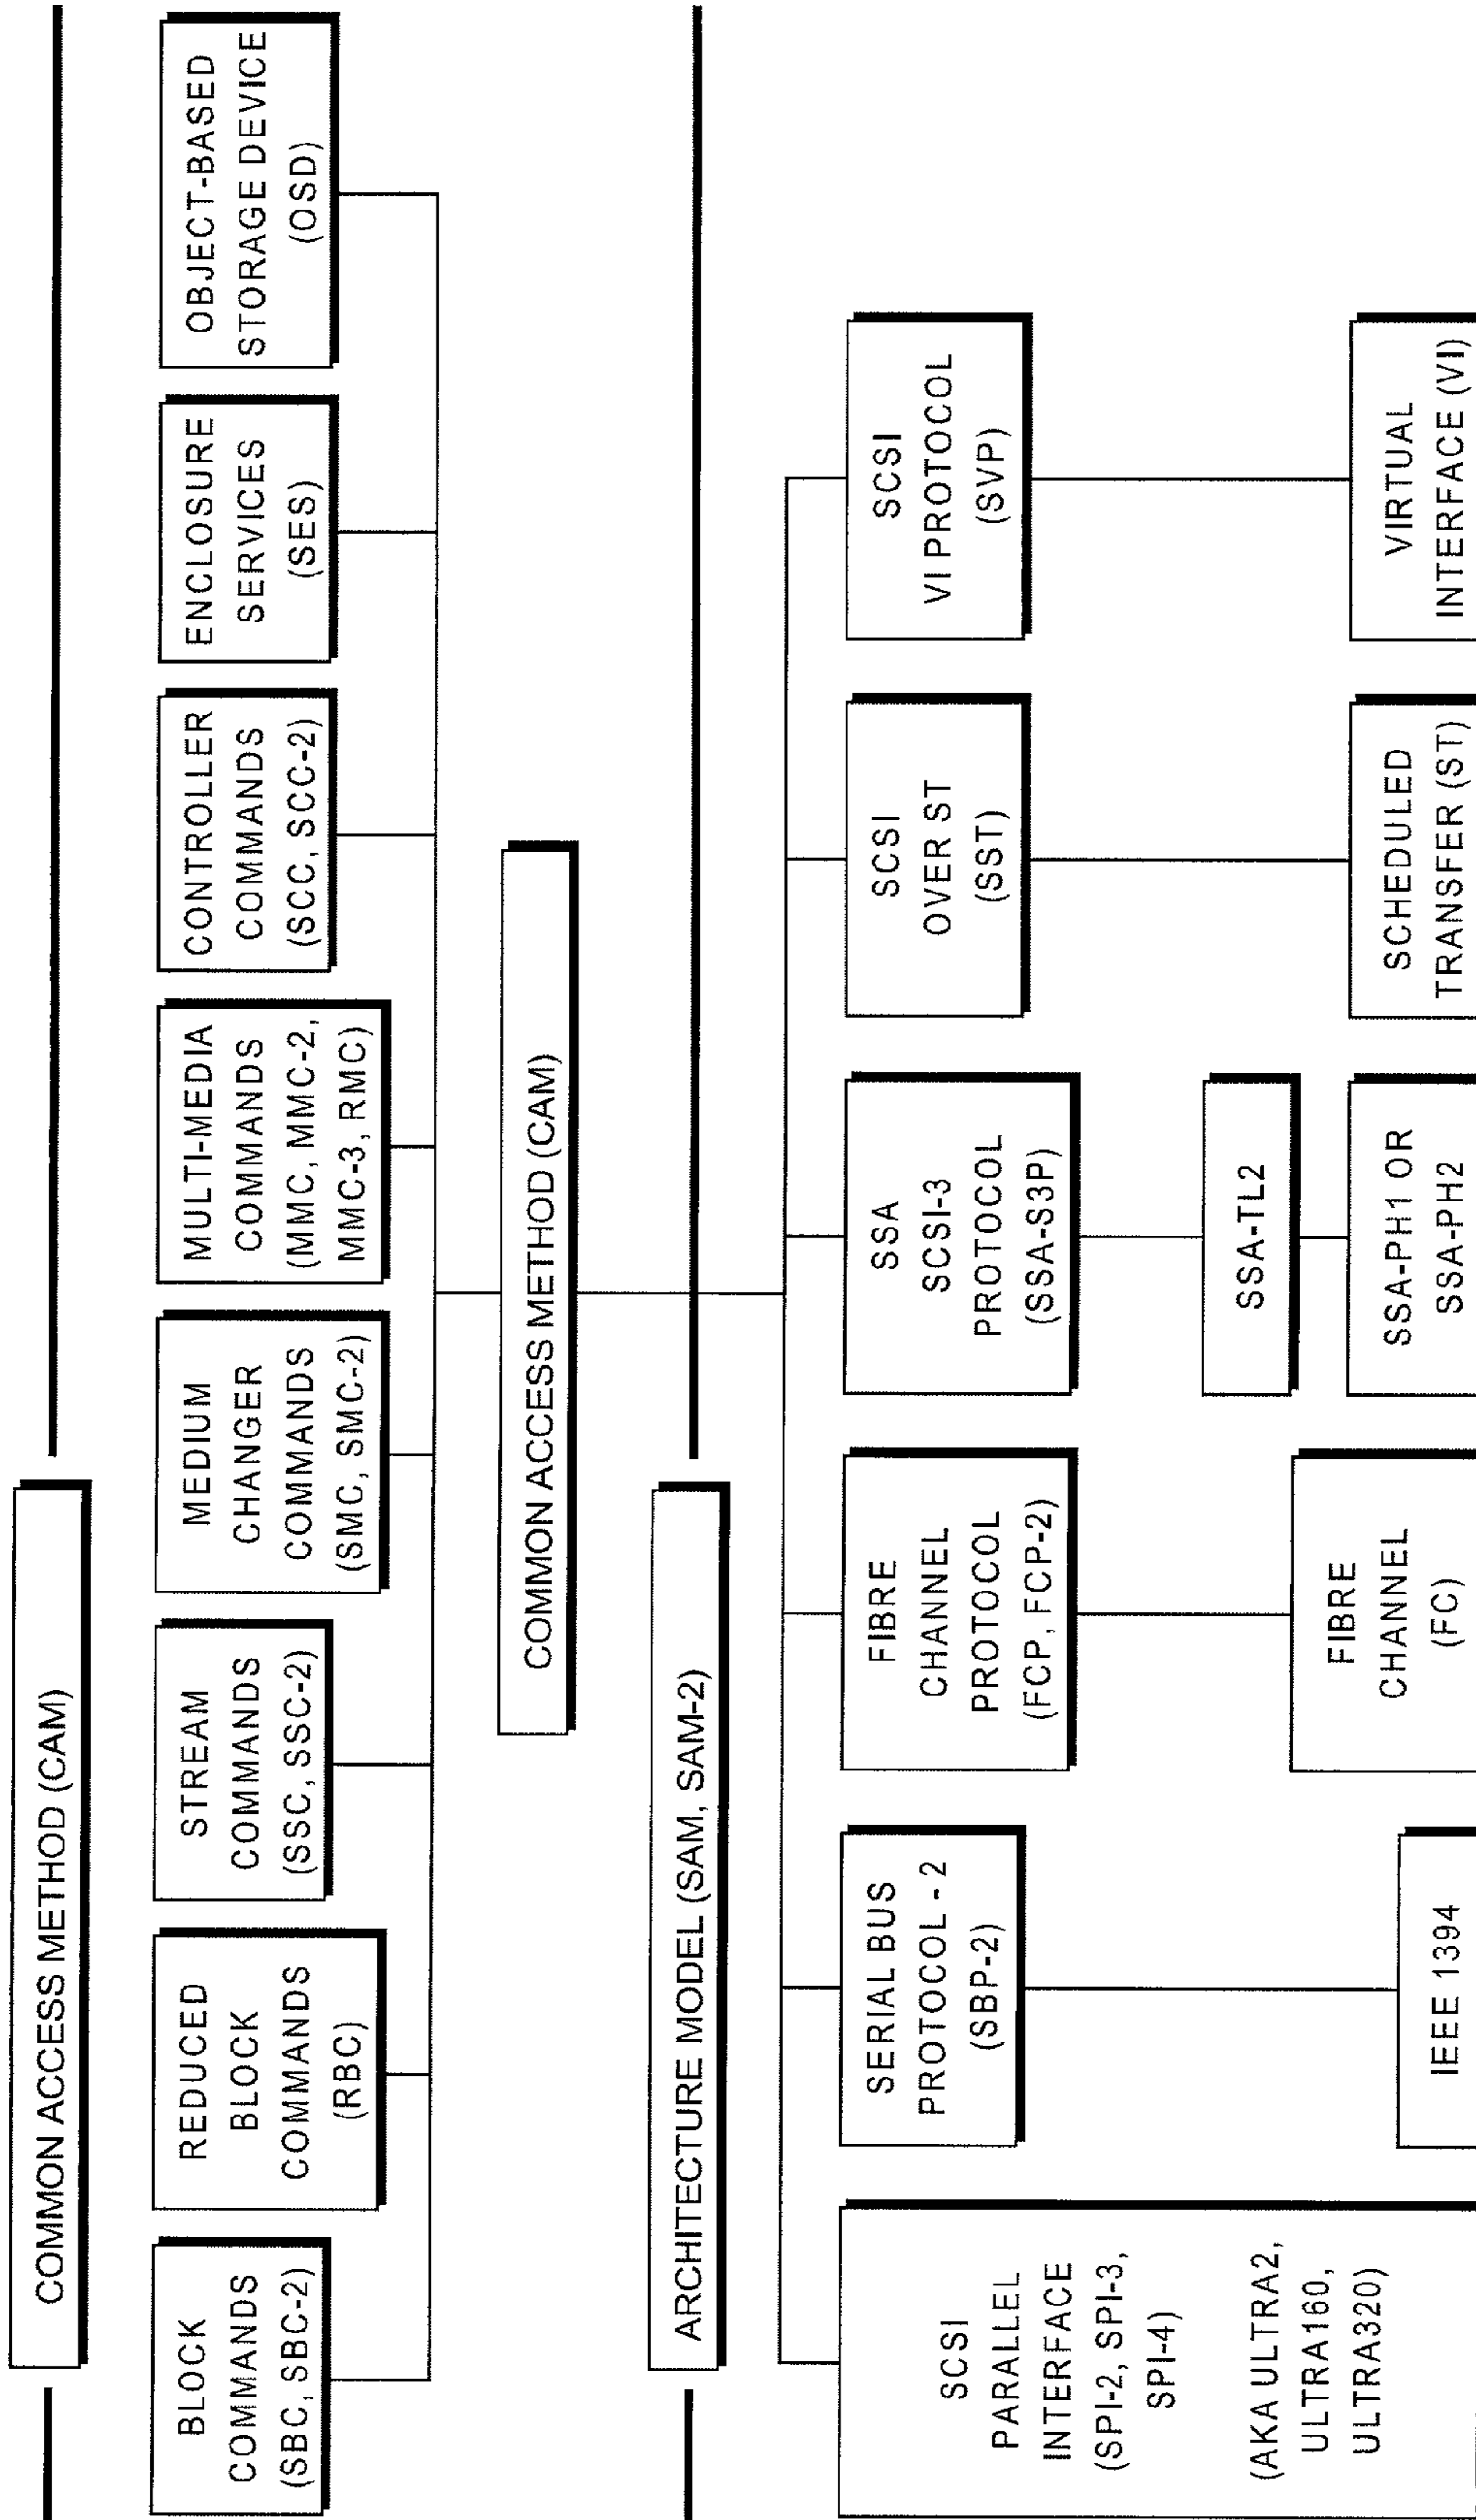 COMMON ACCESS METHOD (CAM)
BLOCK
COMMANDS
(SBC, SBC-2)
REDUCED
BLOCK
COMMANDS
(RBC)
STREAM
COMMANDS
(SSC, SSC-2)
MEDIUM
CHANGER
COMMANDS
(SMC, SMC-2)
MULTI-MEDIA
COMMANDS
(MMC, MMC-2,
MMC-3, RMC)
CONTROLLER
COMMANDS
(SCC, SCC-2)
ENCLOSURE
SERVICES
(SES)
OBJECT-BASED
STORAGE DEVICE
(OSD)
COMMON ACCESS METHOD (CAM)
ARCHITECTURE MODEL (SAM, SAM-2)
SCSI
PARALLEL
INTERFACE
(SPI-2, SPI-3,
SPI-4)
(AKA ULTRA2,
ULTRA160,
ULTRA320)
SERIAL BUS
PROTOCOL - 2
(SBP-2)
FIBRE
CHANNEL
PROTOCOL
(FCP, FCP-2)
SSA
SCSI-3
PROTOCOL
(SSA-S3P)
SCSI
OVER ST
(SST)
SCSI
VI PROTOCOL
(SVP)
SSA-TL2
IEEE 1394
FIBRE
CHANNEL
(FC)
SSA-PH1 OR
SSA-PH2
SCHEDULED
TRANSFER (ST)
VIRTUAL
INTERFACE (VI)